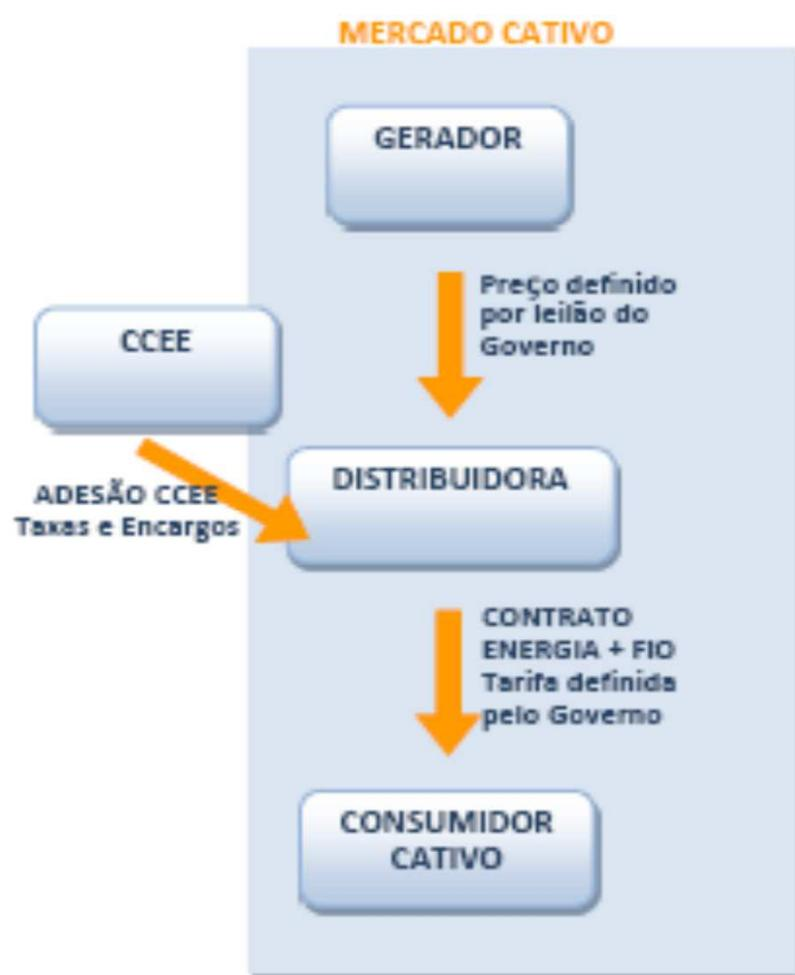 MERCADO CATIVO
GERADOR
Preço definido
por leilão do
Governo
CCEE
ADESÃO CCEE
Taxas e Encargos
DISTRIBUIDORA
CONTRATO
ENERGIA + FIO
Tarifa definida
pelo Governo
CONSUMIDOR
CATIVO